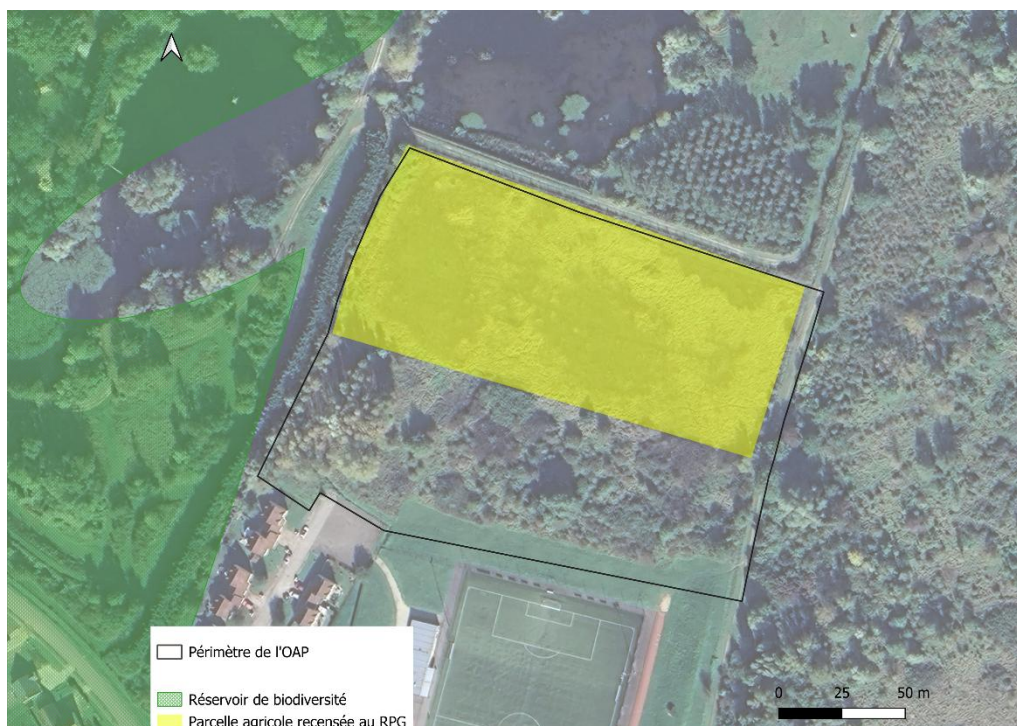 Périmètre de l'OAP
Réservoir de biodiversité
Parcelle agricole recensée au RPG
0 25 50 m